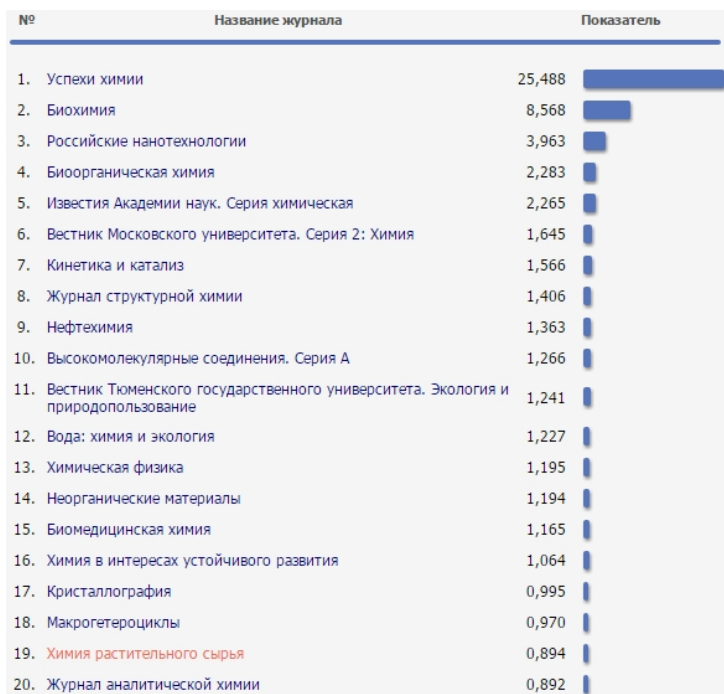 № Название журнала Показатель
1. Успехи химии 25,488
2. Биохимия 8,568
3. Российские нанотехнологии 3,963
4. Биоорганическая химия 2,283
5. Известия Академии наук. Серия химическая 2,265
6. Вестник Московского университета. Серия 2: Химия 1,645
7. Кинетика и катализ 1,566
8. Журнал структурной химии 1,406
9. Нефтехимия 1,363
10. Высокомолекулярные соединения. Серия А 1,266
11. Вестник Тюменского государственного университета. Экология и
природопользование 1,241
12. Вода: химия и экология 1,227
13. Химическая физика 1,195
14. Неорганические материалы 1,194
15. Биомедицинская химия 1,165
16. Химия в интересах устойчивого развития 1,064
17. Кристаллография 0,995
18. Макрогетероциклы 0,970
19. Химия растительного сырья 0,894
20. Журнал аналитической химии 0,892